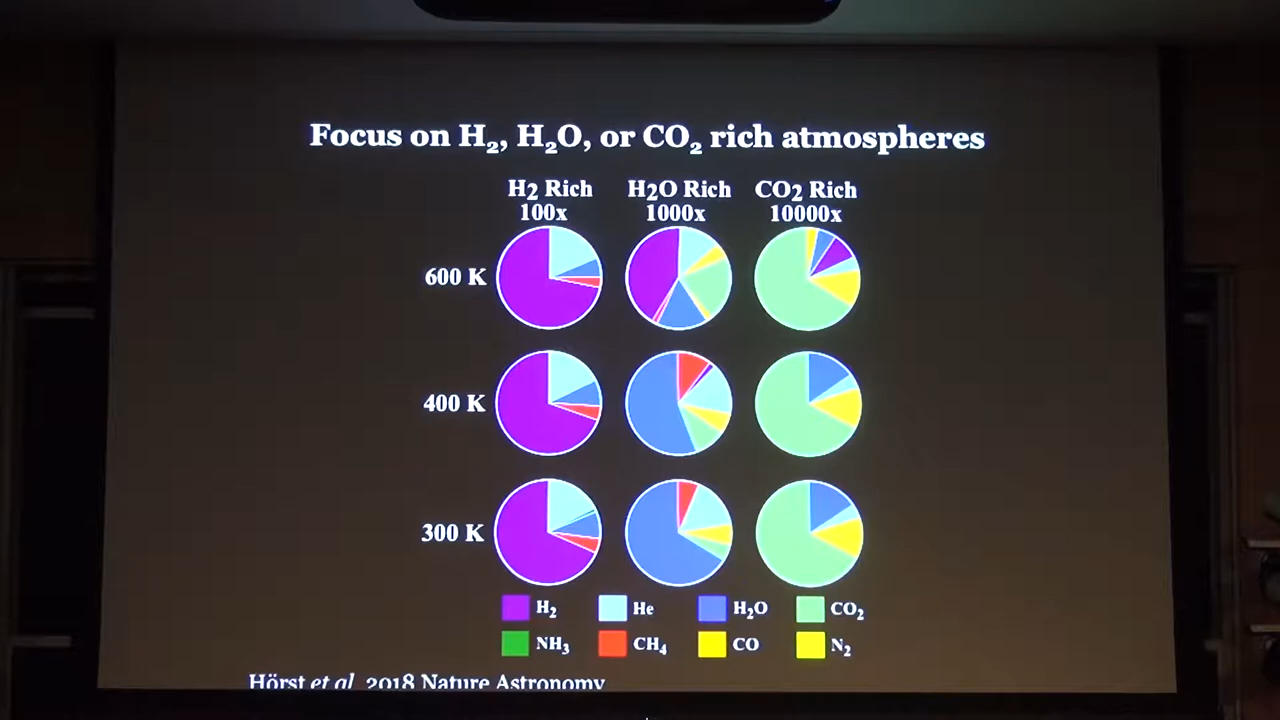 Focus on H₂, H₂O, or CO₂ rich atmospheres
H2 Rich H2O Rich CO2 Rich
100x 1000x 10000x
600 K
400 K
300 K
H₂ He H₂O CO₂
NH₃ CH₄ CO N₂
Hörst et al. 2018 Nature Astronomy